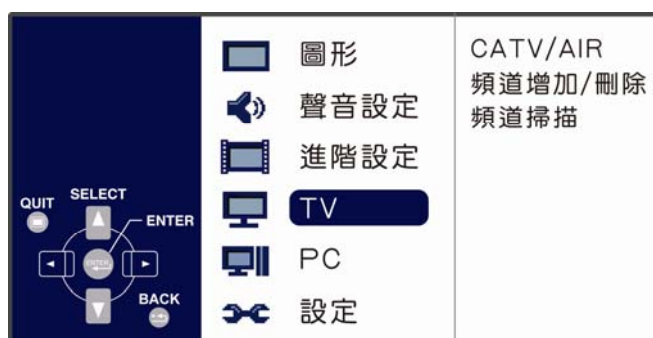 QUIT
SELECT
ENTER
ENTER
BACK
圖形
聲音設定
進階設定
TV
PC
設定
CATV/AIR
頻道增加/刪除
頻道掃描